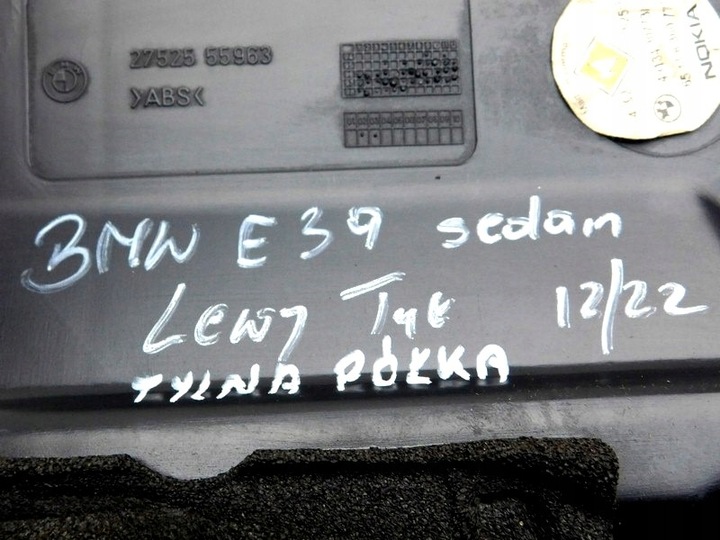 27525 55963
>ABS<
NOKIA
BMW E39 sedan
Lewy Tył 12/22
TYLNA PÓŁKA